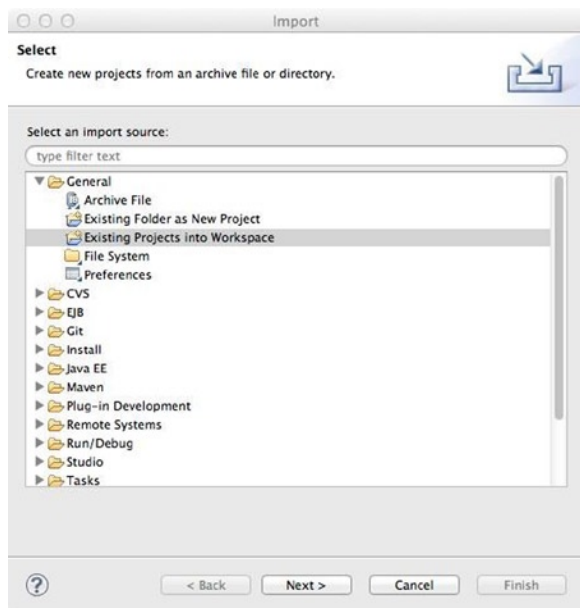 Import
Select
Create new projects from an archive file or directory.
Select an import source:
type filter text
General
Archive File
Existing Folder as New Project
Existing Projects into Workspace
File System
Preferences
CVS
EJB
Git
Install
Java EE
Maven
Plug-in Development
Remote Systems
Run/Debug
Studio
Tasks
? < Back Next > Cancel Finish